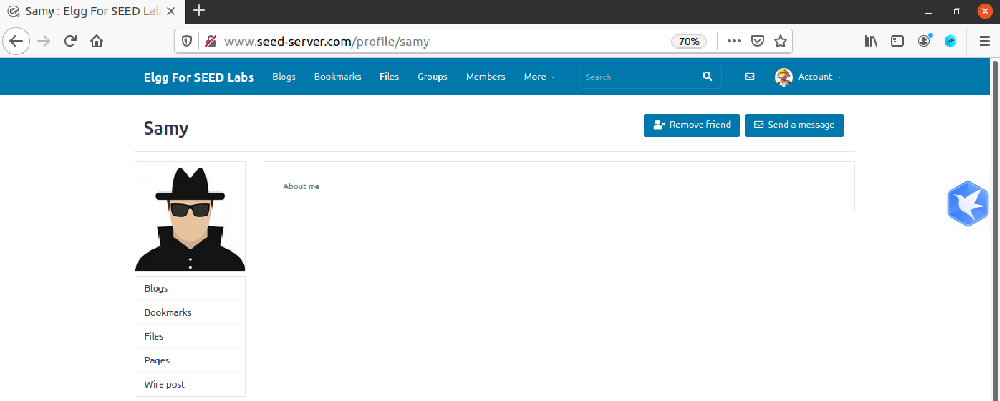 Samy : Elgg For SEED Lab
www.seed-server.com/profile/samy
70%
Elgg For SEED Labs Blogs Bookmarks Files Groups Members More Search Account
Samy
Remove friend Send a message
About me
Blogs
Bookmarks
Files
Pages
Wire post